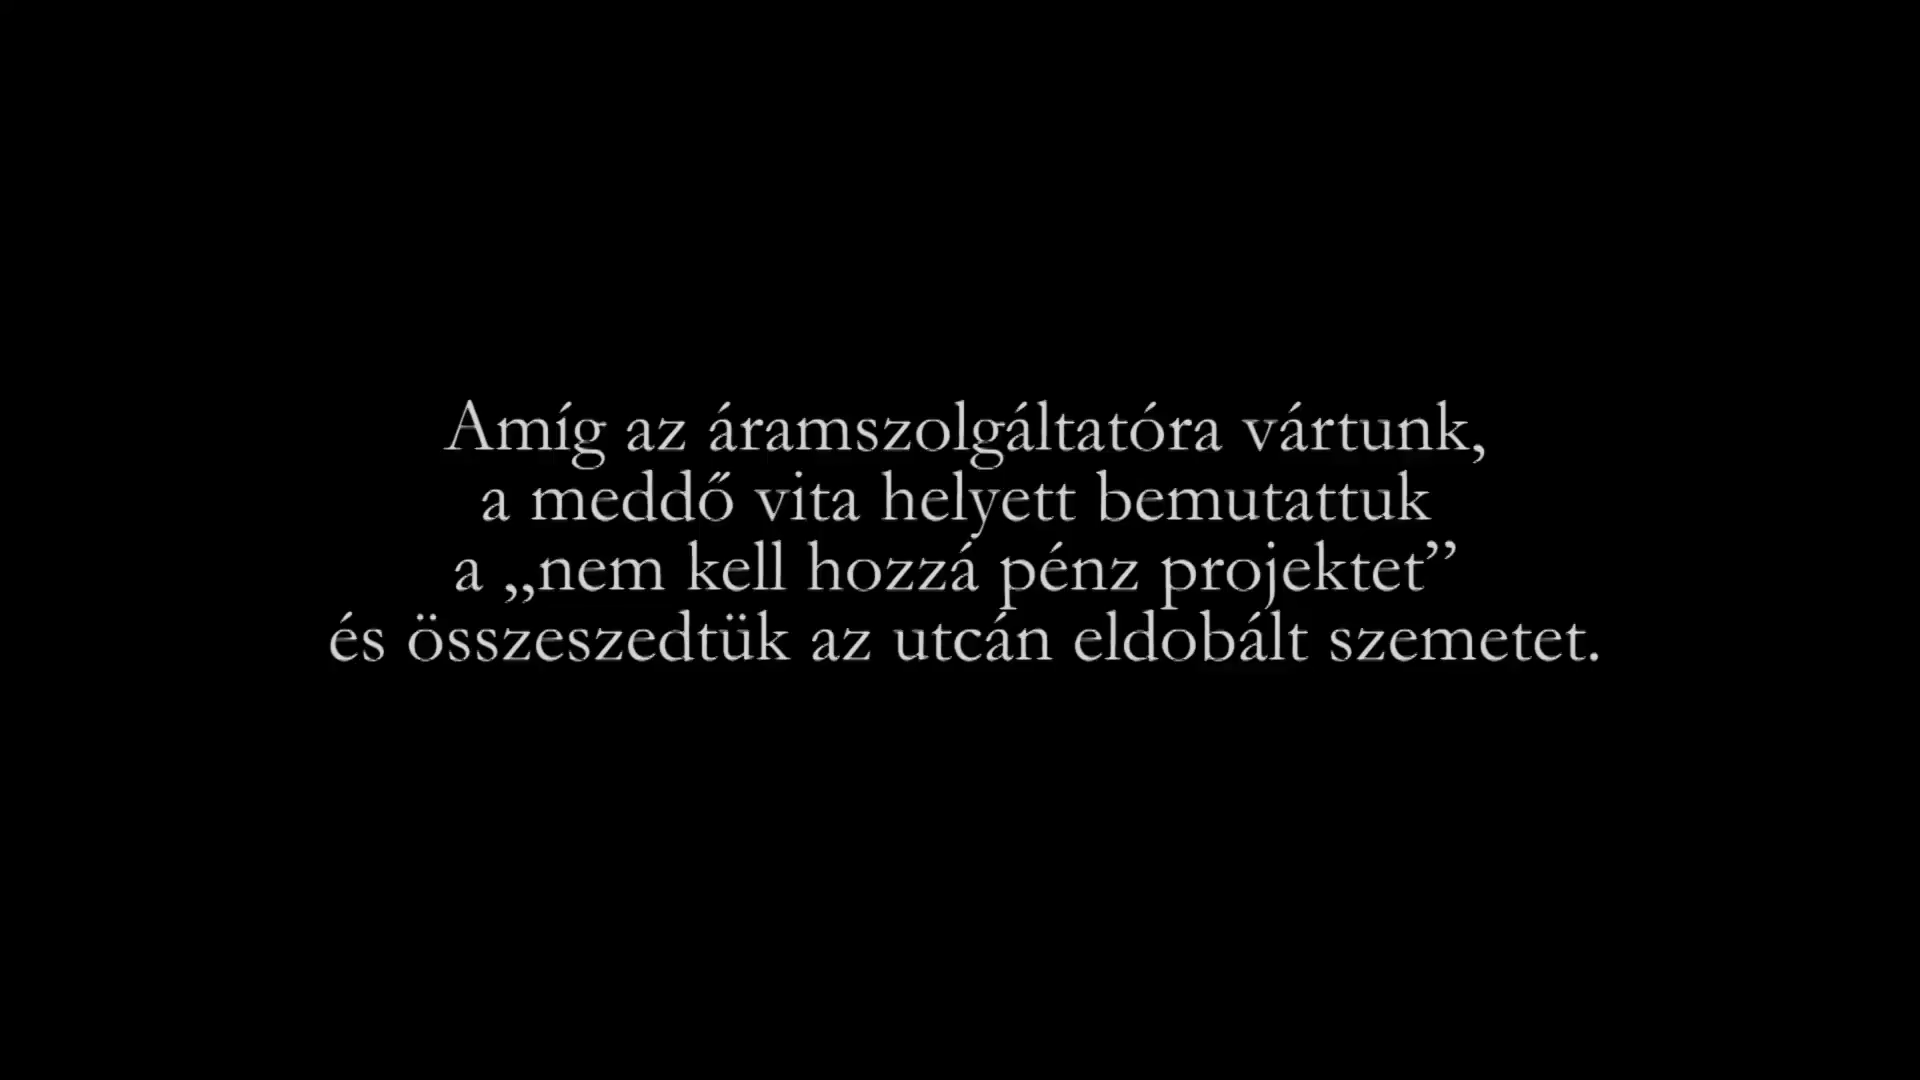 Amíg az áramszolgáltatóra vártunk,
a meddő vita helyett bemutattuk
a „nem kell hozzá pénz projektet”
és összeszedtük az utcán eldobált szemetet.